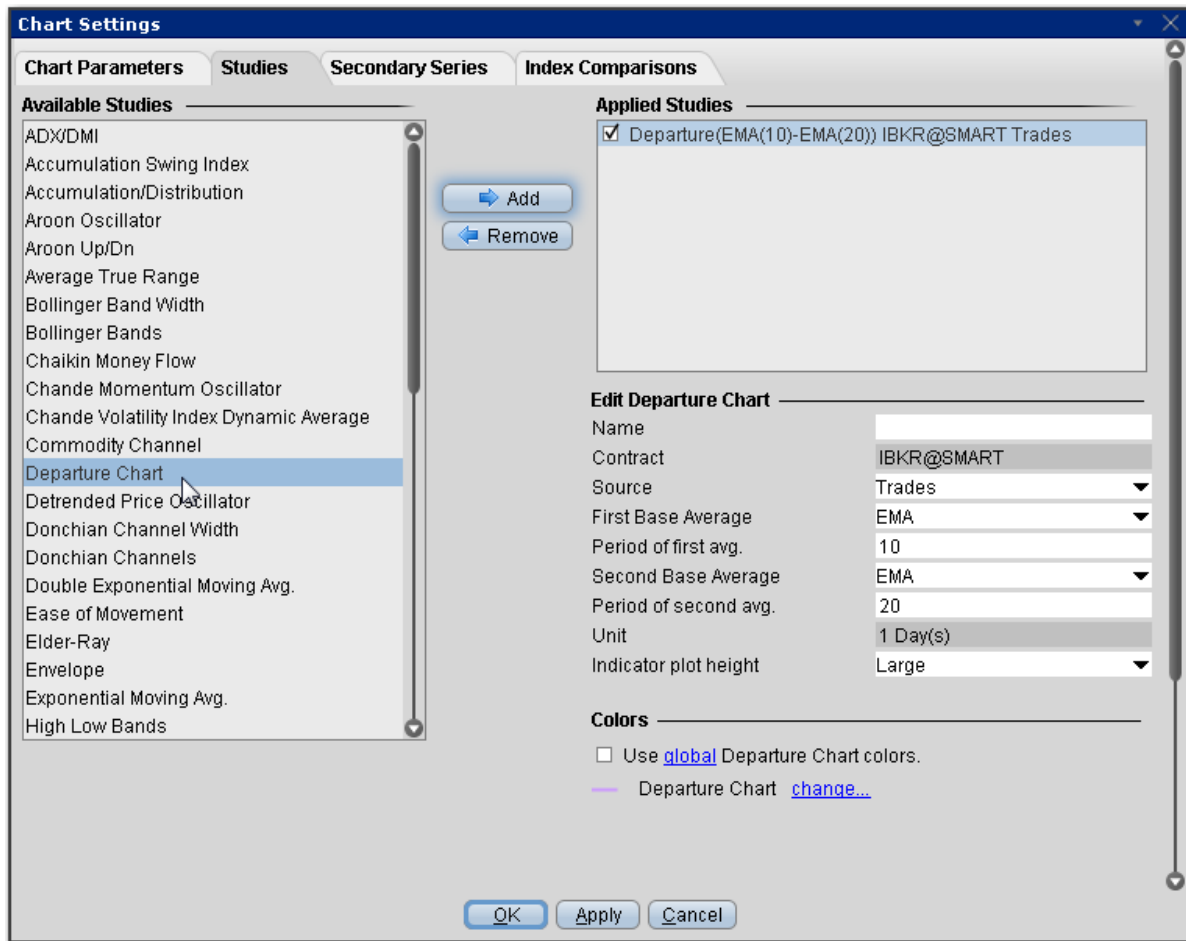 Chart Settings
Chart Parameters Studies Secondary Series Index Comparisons
Available Studies
ADX/DMI
Accumulation Swing Index
Accumulation/Distribution
Aroon Oscillator
Aroon Up/Dn
Average True Range
Bollinger Band Width
Bollinger Bands
Chaikin Money Flow
Chande Momentum Oscillator
Chande Volatility Index Dynamic Average
Commodity Channel
Departure Chart
Detrended Price Oscillator
Donchian Channel Width
Donchian Channels
Double Exponential Moving Avg.
Ease of Movement
Elder-Ray
Envelope
Exponential Moving Avg.
High Low Bands
Add
Remove
Applied Studies
Departure(EMA(10)-EMA(20)) IBKR@SMART Trades
Edit Departure Chart
Name
Contract IBKR@SMART
Source Trades
First Base Average EMA
Period of first avg. 10
Second Base Average EMA
Period of second avg. 20
Unit 1 Day(s)
Indicator plot height Large
Colors
Use global Departure Chart colors.
Departure Chart change...
OK Apply Cancel